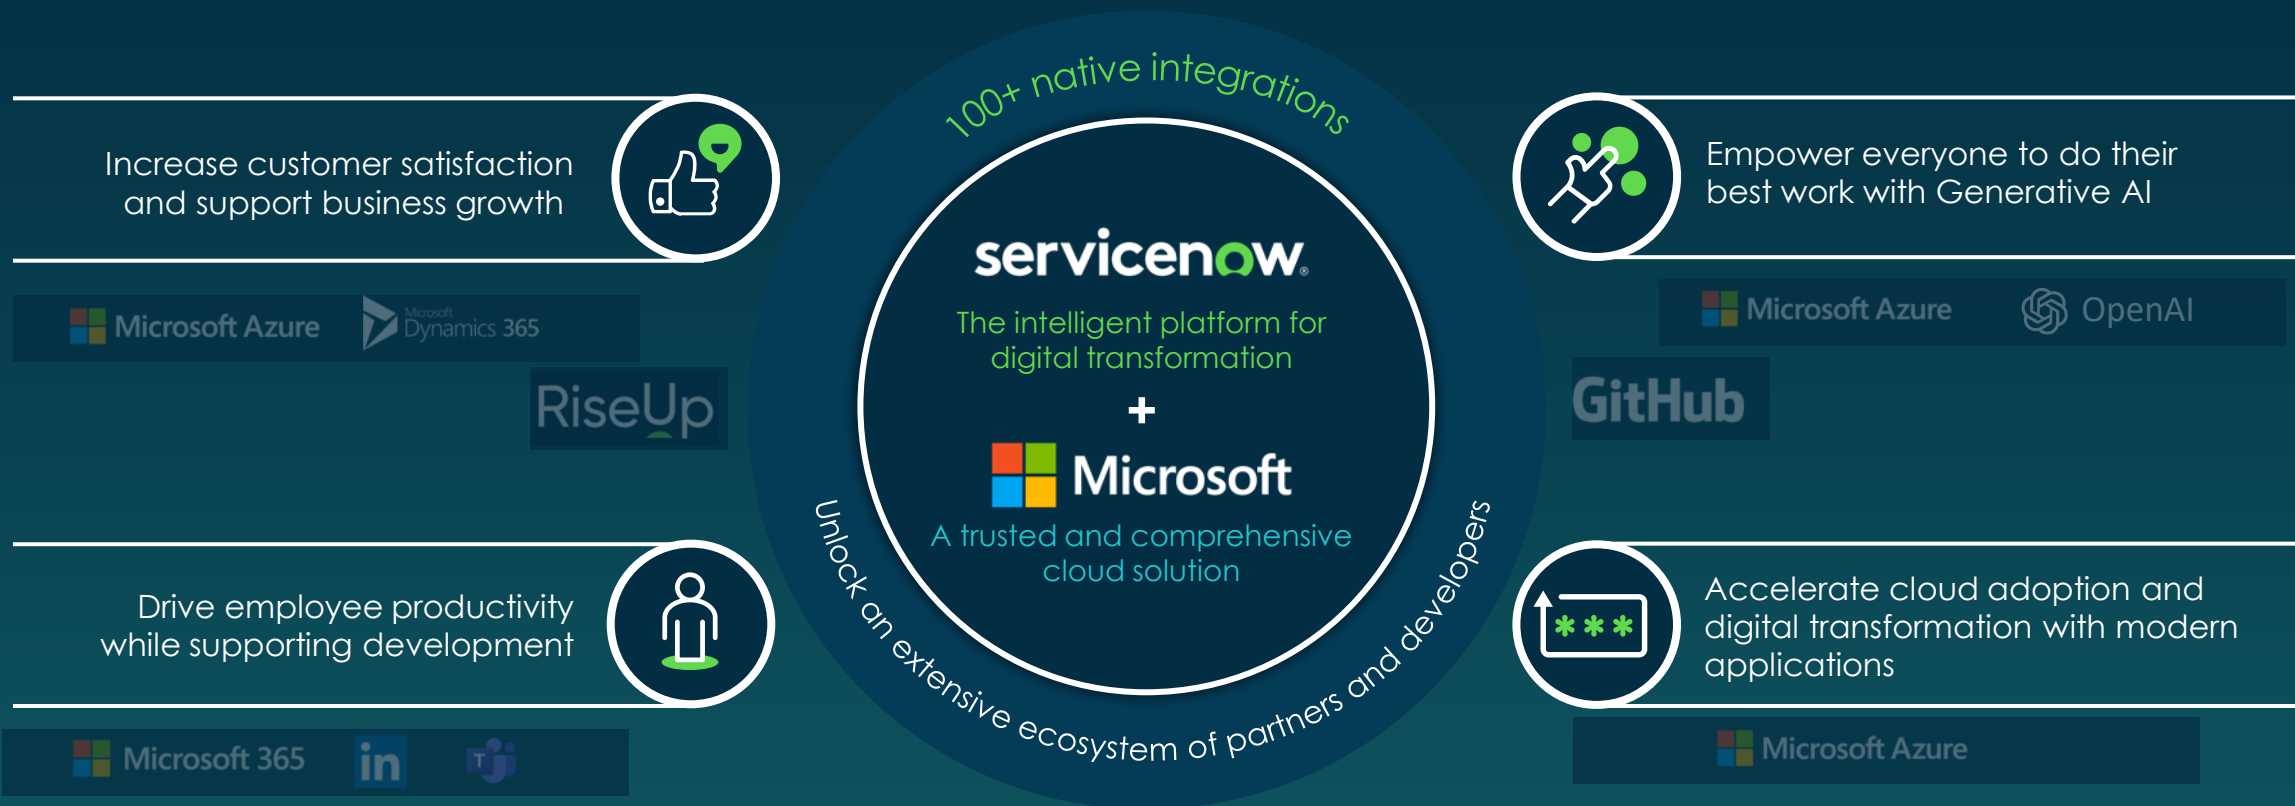 100+ native integrations
Increase customer satisfaction
and support business growth
Microsoft Azure
Microsoft
Dynamics 365
RiseUp
Drive employee productivity
while supporting development
Microsoft 365
in
T
servicenow®
The intelligent platform for
digital transformation
+
Microsoft
A trusted and comprehensive
cloud solution
Unlock an extensive ecosystem of partners and developers
Empower everyone to do their
best work with Generative AI
Microsoft Azure
OpenAI
GitHub
Accelerate cloud adoption and
digital transformation with modern
applications
Microsoft Azure